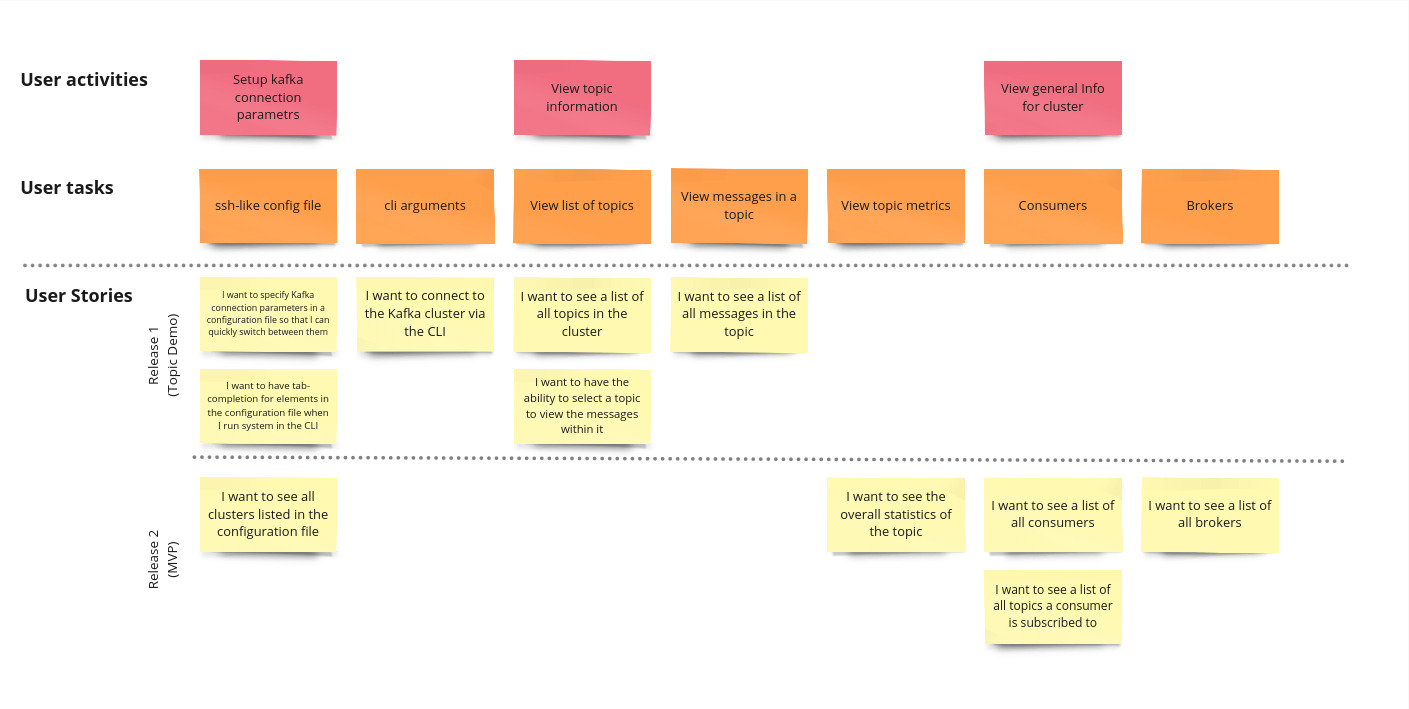 User activities
Setup kafka
connection
parametrs
View topic
information
View general Info
for cluster
User tasks
ssh-like config file
cli arguments
View list of topics
View messages in a
topic
View topic metrics
Consumers
Brokers
User Stories
Release 1
(Topic Demo)
I want to specify Kafka
connection parameters in a
configuration file so that I can
quickly switch between them
I want to connect to
the Kafka cluster via
the CLI
I want to see a list of
all topics in the
cluster
I want to see a list of
all messages in the
topic
I want to have tab-
completion for elements in
the configuration file when
I run system in the CLI
I want to have the
ability to select a topic
to view the messages
within it
Release 2
(MVP)
I want to see all
clusters listed in the
configuration file
I want to see the
overall statistics of
the topic
I want to see a list of
all consumers
I want to see a list of
all brokers
I want to see a list of
all topics a consumer
is subscribed to